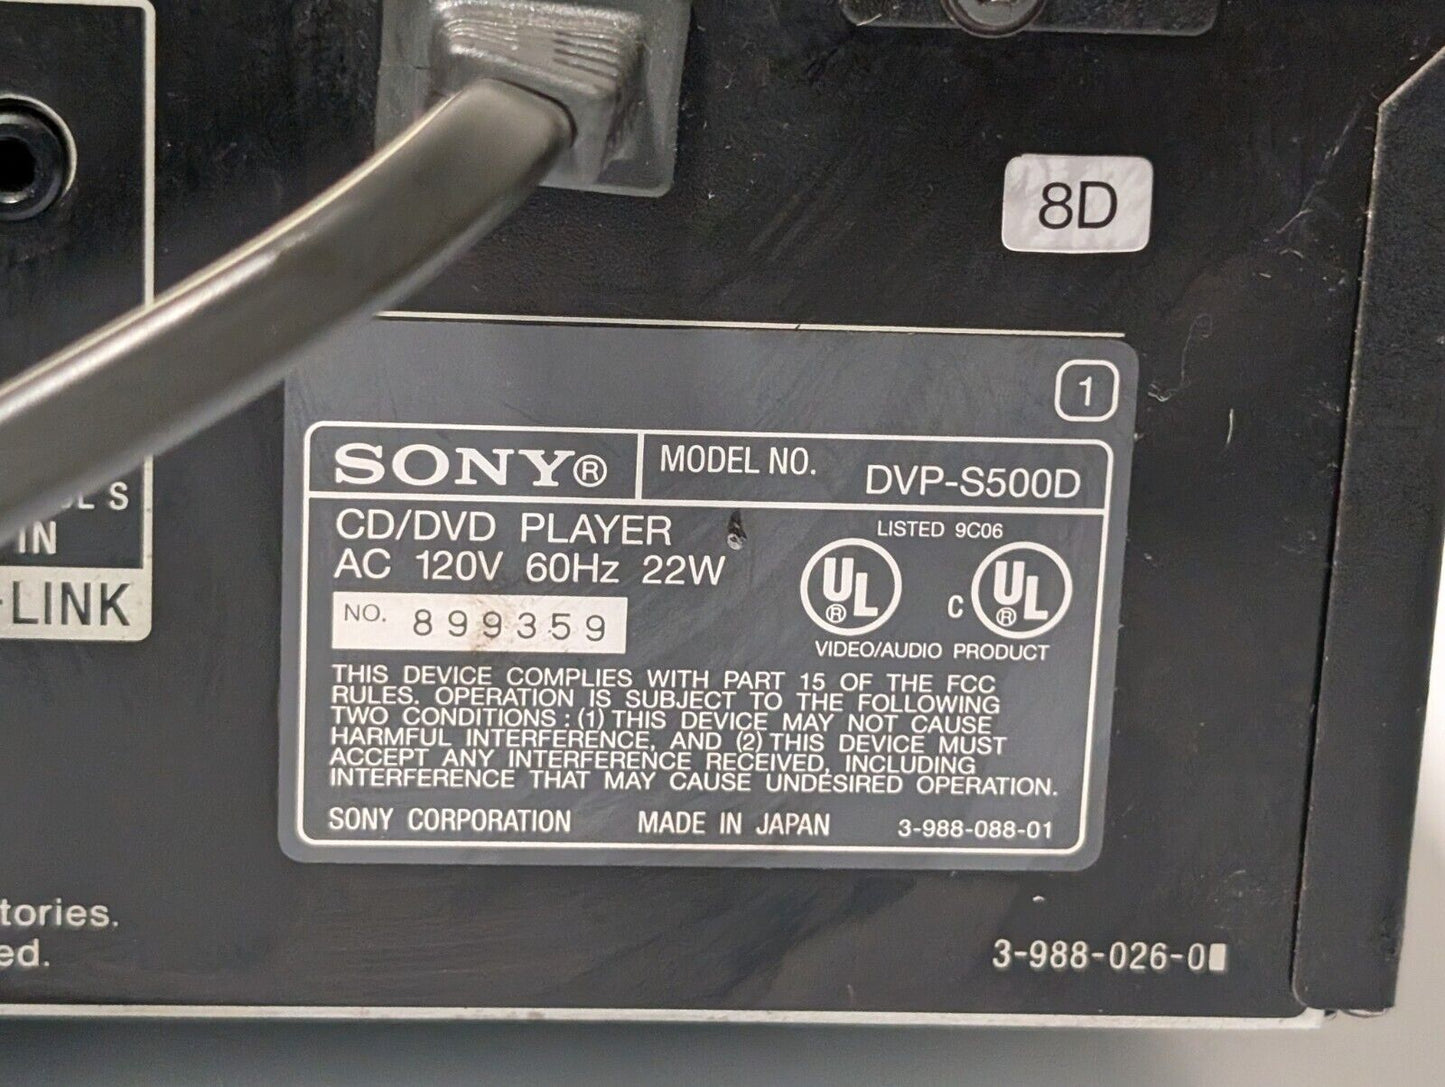 8D
1
SONY®
MODEL NO. DVP-S500D
CD/DVD PLAYER
AC 120V 60Hz 22W
LISTED 9C06
UL ® C UL ®
NO. 899359
VIDEO/AUDIO PRODUCT
THIS DEVICE COMPLIES WITH PART 15 OF THE FCC
RULES. OPERATION IS SUBJECT TO THE FOLLOWING
TWO CONDITIONS : (1) THIS DEVICE MAY NOT CAUSE
HARMFUL INTERFERENCE, AND (2) THIS DEVICE MUST
ACCEPT ANY INTERFERENCE RECEIVED, INCLUDING
INTERFERENCE THAT MAY CAUSE UNDESIRED OPERATION.
SONY CORPORATION MADE IN JAPAN 3-988-088-01
S
IN
-LINK
tories.
ed.
3-988-026-0